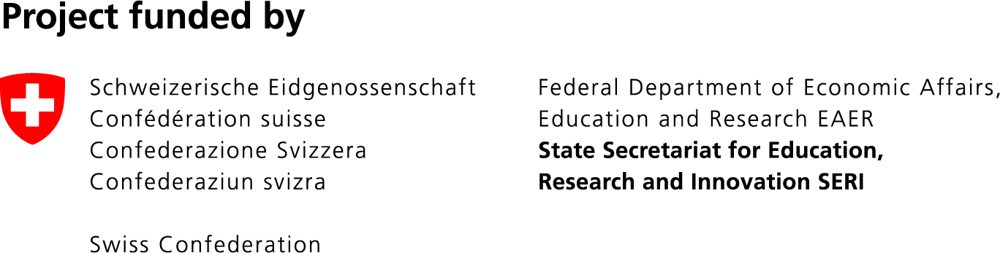 Project funded by
Schweizerische Eidgenossenschaft
Confédération suisse
Confederazione Svizzera
Confederaziun svizra
Swiss Confederation
Federal Department of Economic Affairs,
Education and Research EAER
State Secretariat for Education,
Research and Innovation SERI